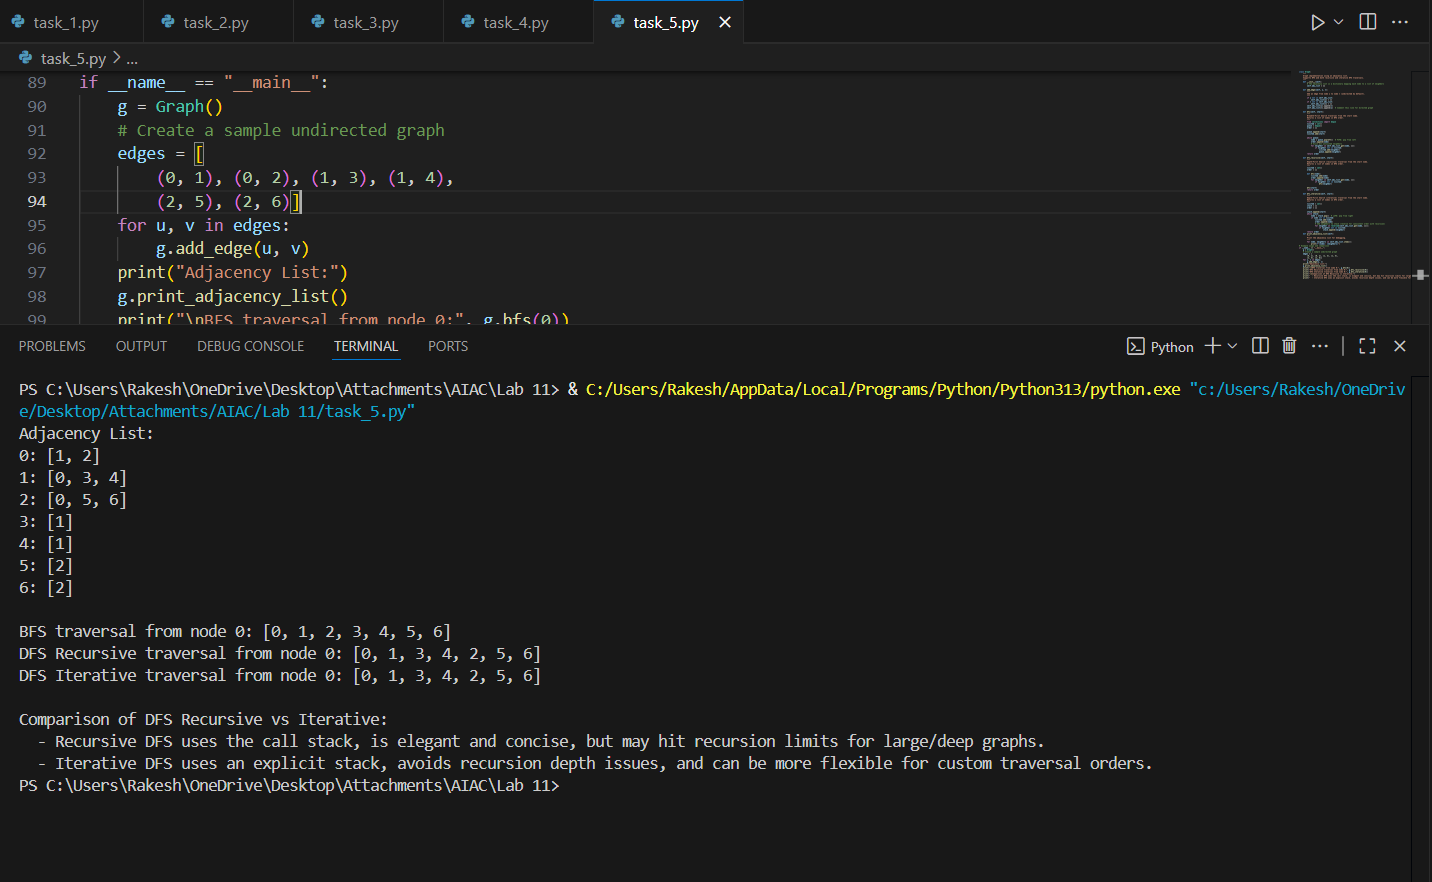 task_1.py task_2.py task_3.py task_4.py task_5.py
task_5.py > ...
89 if __name__ == "__main__":
90 g = Graph()
91 # Create a sample undirected graph
92 edges = [
93 (0, 1), (0, 2), (1, 3), (1, 4),
94 (2, 5), (2, 6)]
95 for u, v in edges:
96 g.add_edge(u, v)
97 print("Adjacency List:")
98 g.print_adjacency_list()
99 print("\nBFS traversal from node 0:", g.bfs(0))
PROBLEMS OUTPUT DEBUG CONSOLE TERMINAL PORTS
Python
PS C:\Users\Rakesh\OneDrive\Desktop\Attachments\AIAC\Lab 11> & C:/Users/Rakesh/AppData/Local/Programs/Python/Python313/python.exe "c:/Users/Rakesh/OneDriv
e/Desktop/Attachments/AIAC/Lab 11/task_5.py"
Adjacency List:
0: [1, 2]
1: [0, 3, 4]
2: [0, 5, 6]
3: [1]
4: [1]
5: [2]
6: [2]
BFS traversal from node 0: [0, 1, 2, 3, 4, 5, 6]
DFS Recursive traversal from node 0: [0, 1, 3, 4, 2, 5, 6]
DFS Iterative traversal from node 0: [0, 1, 3, 4, 2, 5, 6]
Comparison of DFS Recursive vs Iterative:
- Recursive DFS uses the call stack, is elegant and concise, but may hit recursion limits for large/deep graphs.
- Iterative DFS uses an explicit stack, avoids recursion depth issues, and can be more flexible for custom traversal orders.
PS C:\Users\Rakesh\OneDrive\Desktop\Attachments\AIAC\Lab 11>